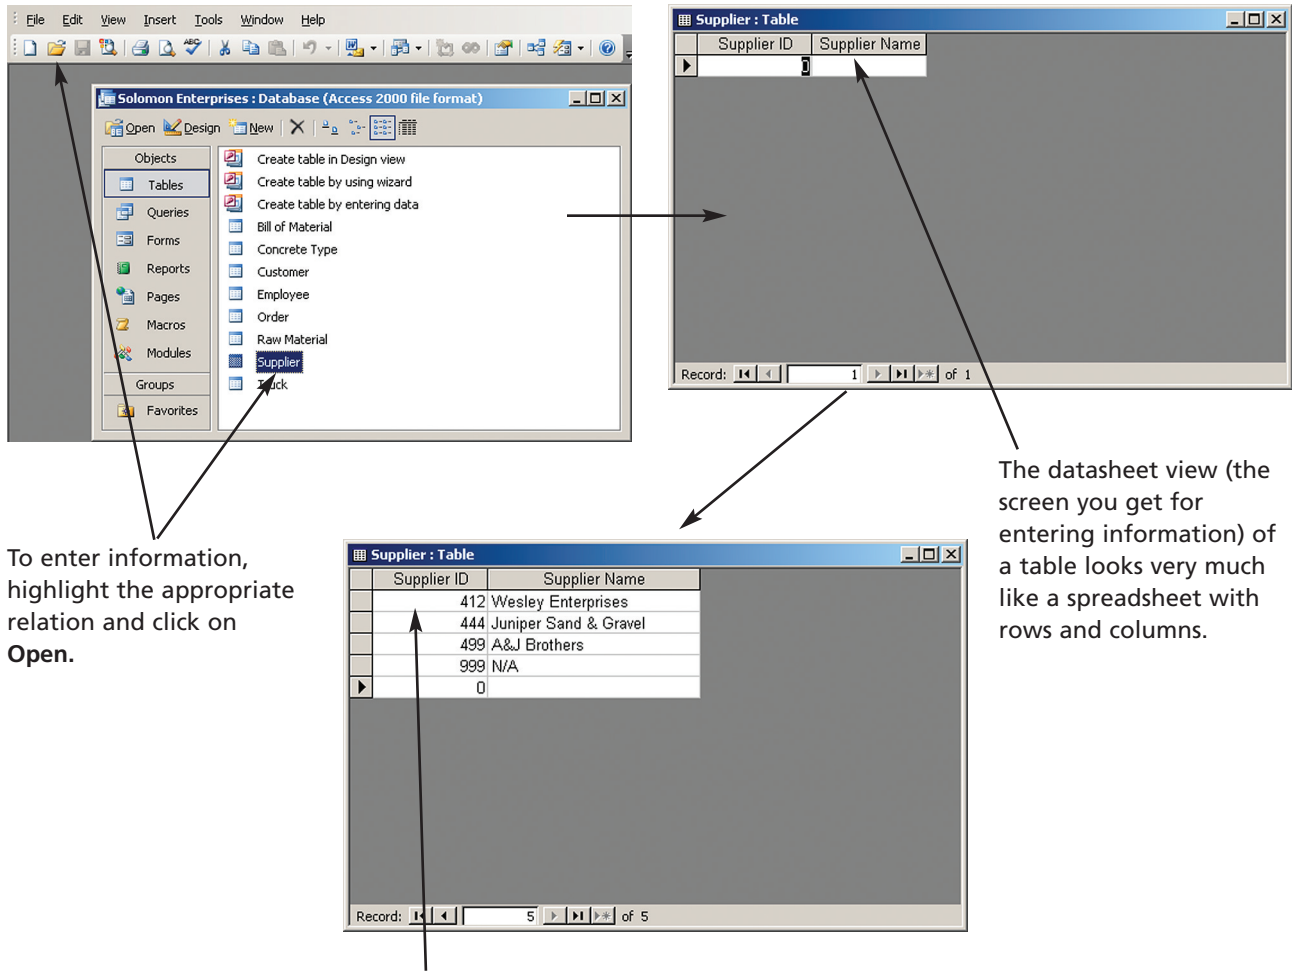 File Edit View Insert Tools Window Help
Solomon Enterprises : Database (Access 2000 file format)
Open Design New
Objects
Tables
Queries
Forms
Reports
Pages
Macros
Modules
Groups
Favorites
Create table in Design view
Create table by using wizard
Create table by entering data
Bill of Material
Concrete Type
Customer
Employee
Order
Raw Material
Supplier
Truck
Supplier : Table
Supplier ID Supplier Name
0
Record: 1 of 1
To enter information,
highlight the appropriate
relation and click on
Open.
The datasheet view (the
screen you get for
entering information) of
a table looks very much
like a spreadsheet with
rows and columns.
Supplier : Table
Supplier ID Supplier Name
412 Wesley Enterprises
444 Juniper Sand & Gravel
499 A&J Brothers
999 N/A
0
Record: 5 of 5